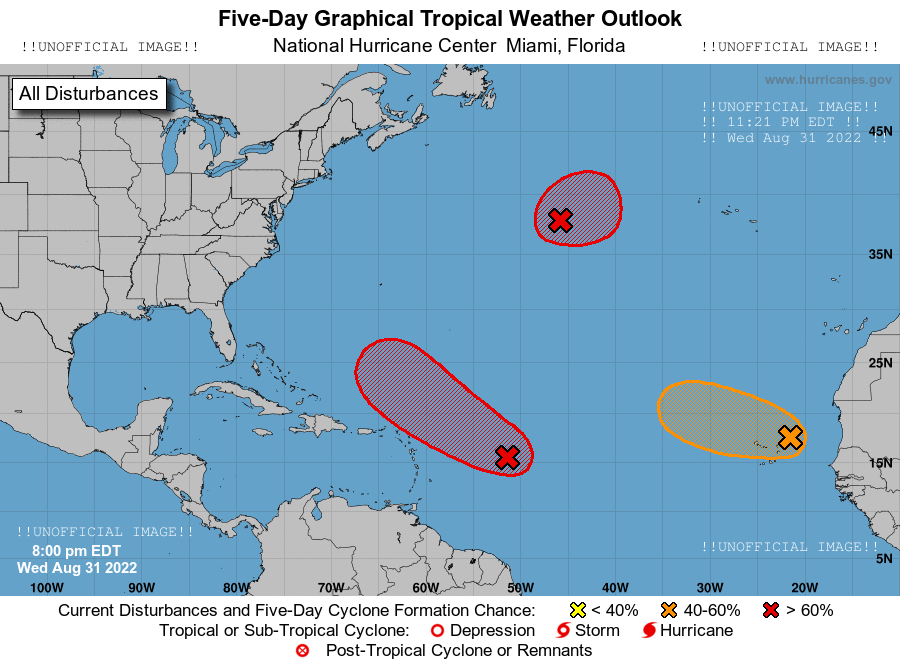 Five-Day Graphical Tropical Weather Outlook
!!UNOFFICIAL IMAGE!! National Hurricane Center Miami, Florida !!UNOFFICIAL IMAGE!!
All Disturbances
www.hurricanes.gov
!!UNOFFICIAL IMAGE!!
!! 11:21 PM EDT !!
!! Wed Aug 31 2022 !!
45N
35N
25N
15N
!!UNOFFICIAL IMAGE!!
8:00 pm EDT
Wed Aug 31 2022
!!UNOFFICIAL IMAGE!!
5N
100W 90W 80W 70W 60W 50W 40W 30W 20W
Current Disturbances and Five-Day Cyclone Formation Chance: < 40% 40-60% > 60%
Tropical or Sub-Tropical Cyclone: Depression Storm Hurricane
Post-Tropical Cyclone or Remnants